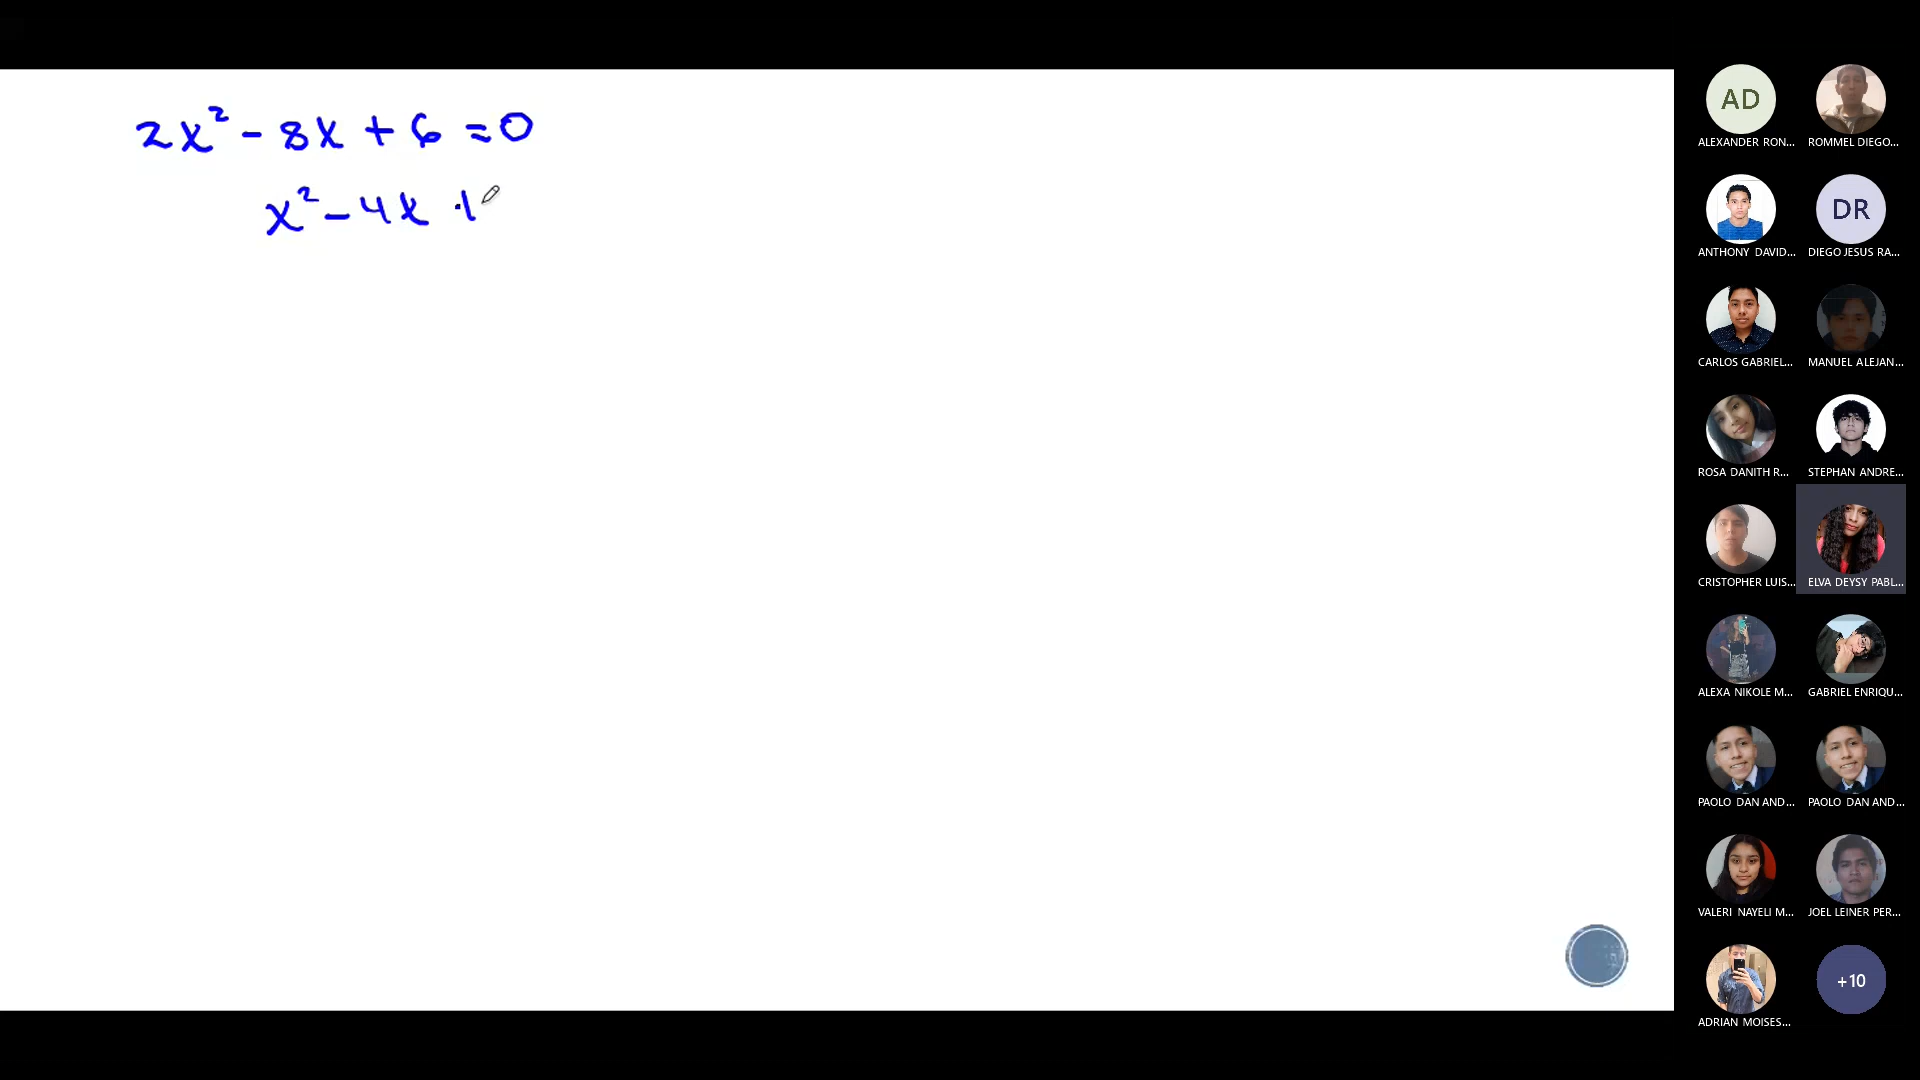 2x² - 8x + 6 = 0
x² - 4x +
AD
ALEXANDER RON...
ROMMEL DIEGO...
ANTHONY DAVID...
DR
DIEGO JESUS RA...
CARLOS GABRIEL...
MANUEL ALEJAN...
ROSA DANITH R...
STEPHAN ANDRE...
CRISTOPHER LUIS...
ELVA DEYSY PABL...
ALEXA NIKOLE M...
GABRIEL ENRIQU...
PAOLO DAN AND...
PAOLO DAN AND...
VALERI NAYELI M...
JOEL LEINER PER...
ADRIAN MOISES...
+10